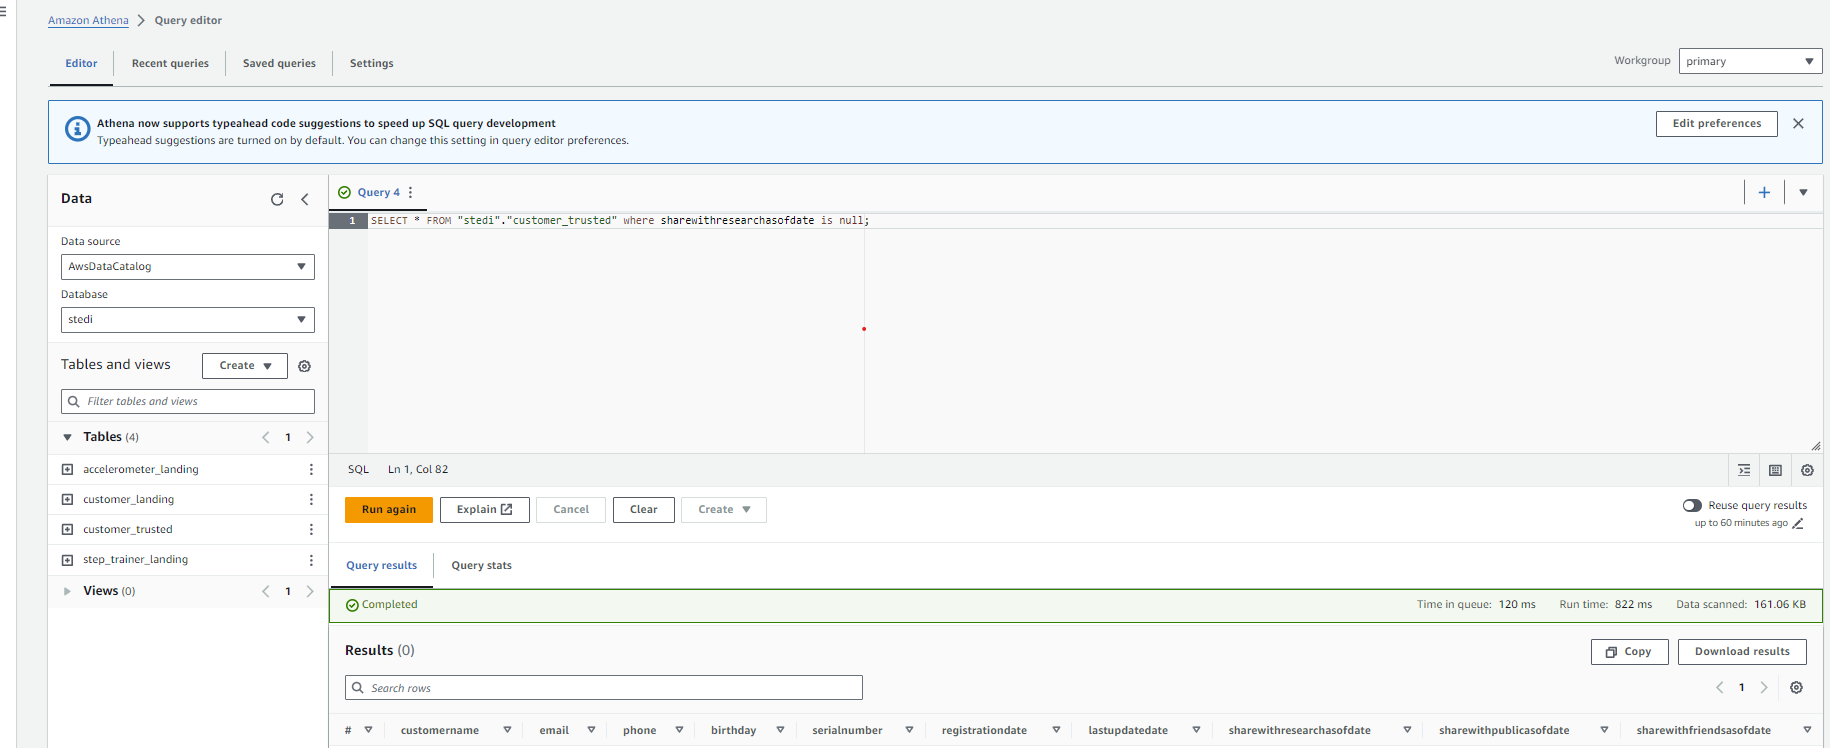 Amazon Athena > Query editor
Editor Recent queries Saved queries Settings
Workgroup primary
Athena now supports typeahead code suggestions to speed up SQL query development
Typeahead suggestions are turned on by default. You can change this setting in query editor preferences.
Edit preferences
Data
Data source
AwsDataCatalog
Database
stedi
Tables and views
Create
Filter tables and views
Tables (4)
1
accelerometer_landing
customer_landing
customer_trusted
step_trainer_landing
Views (0)
1
Query 4
1 SELECT * FROM "stedi"."customer_trusted" where sharewithresearchasofdate is null;
SQL Ln 1, Col 82
Run again Explain Cancel Clear Create
Reuse query results
up to 60 minutes ago
Query results Query stats
Completed
Time in queue: 120 ms Run time: 822 ms Data scanned: 161.06 KB
Results (0)
Copy Download results
Search rows
1
# customername email phone birthday serialnumber registrationdate lastupdatedate sharewithresearchasofdate sharewithpublicasofdate sharewithfriendsasofdate